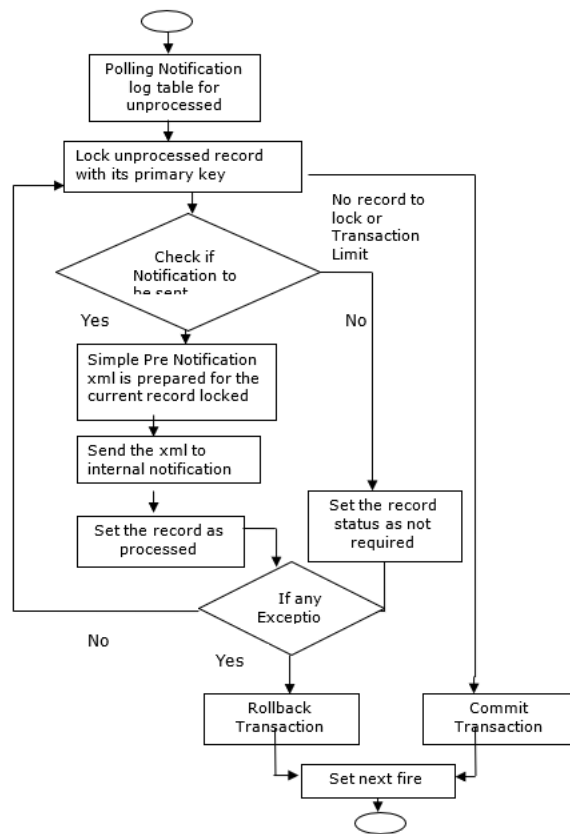 Polling Notification
log table for
unprocessed
Lock unprocessed record
with its primary key
No record to
lock or
Transaction
Limit
Check if
Notification to
be sent
Yes
No
Simple Pre Notification
xml is prepared for the
current record locked
Send the xml to
internal notification
Set the record as
processed
Set the record
status as not
required
If any
Exceptio
No
Yes
Rollback
Transaction
Commit
Transaction
Set next fire